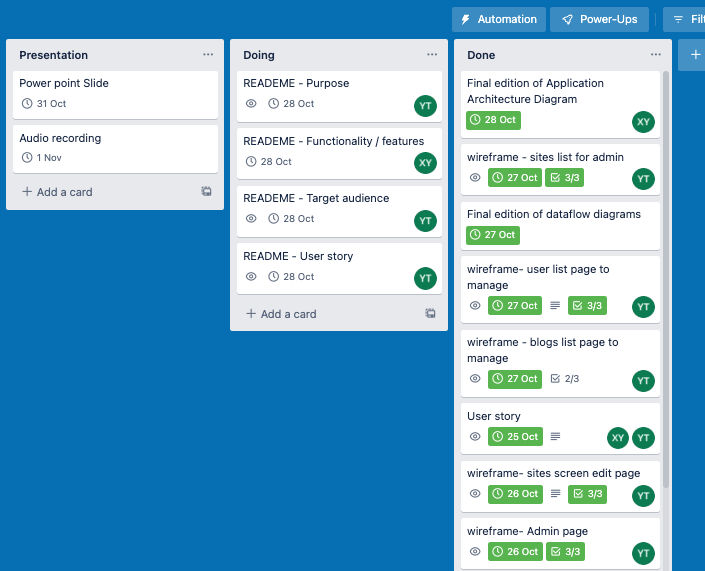 Automation
Power-Ups
Filt
Presentation
Power point Slide
31 Oct
Audio recording
1 Nov
Add a card
Doing
READEME - Purpose
28 Oct
YT
READEME - Functionality / features
28 Oct
XY
READEME - Target audience
28 Oct
YT
README - User story
28 Oct
YT
Add a card
Done
Final edition of Application
Architecture Diagram
28 Oct
XY
wireframe - sites list for admin
27 Oct 3/3
YT
Final edition of dataflow diagrams
27 Oct
wireframe- user list page to
manage
27 Oct 3/3
YT
wireframe - blogs list page to
manage
27 Oct 2/3
YT
User story
25 Oct
XY YT
wireframe- sites screen edit page
26 Oct 3/3
YT
wireframe- Admin page
26 Oct 3/3
YT